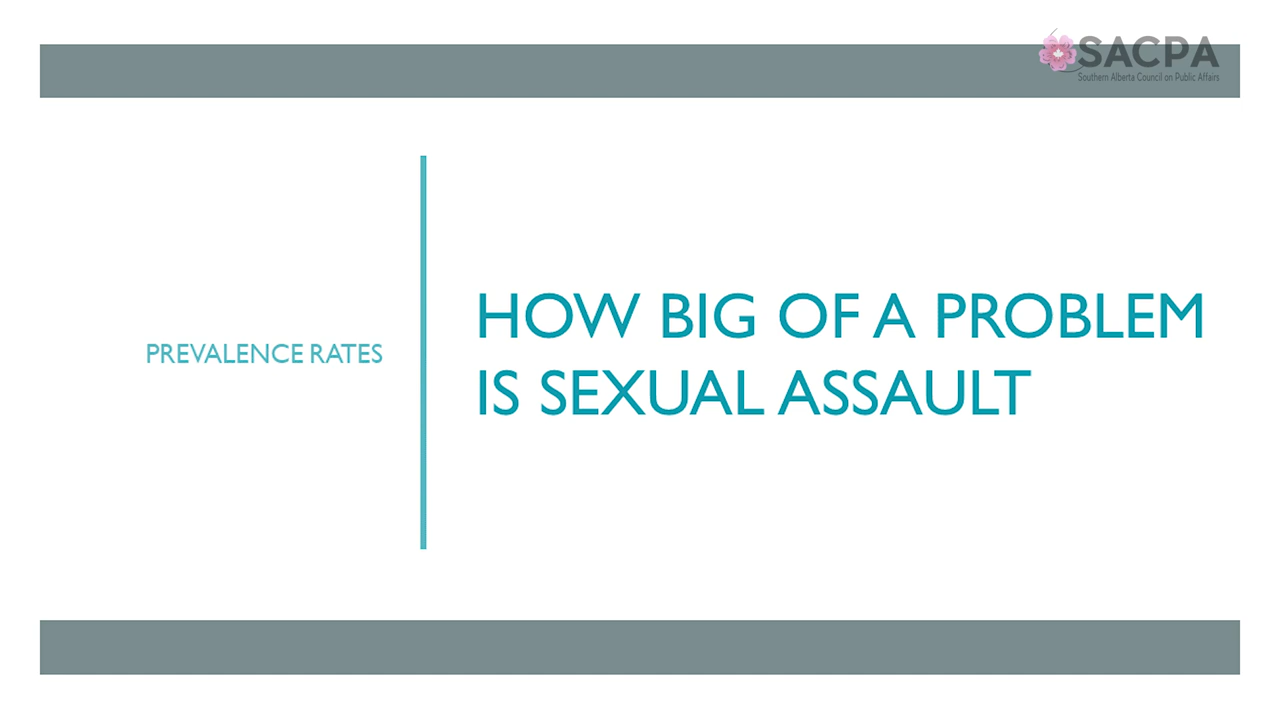 SACPA
Southern Alberta Council on Public Affairs
PREVALENCE RATES
HOW BIG OF A PROBLEM
IS SEXUAL ASSAULT